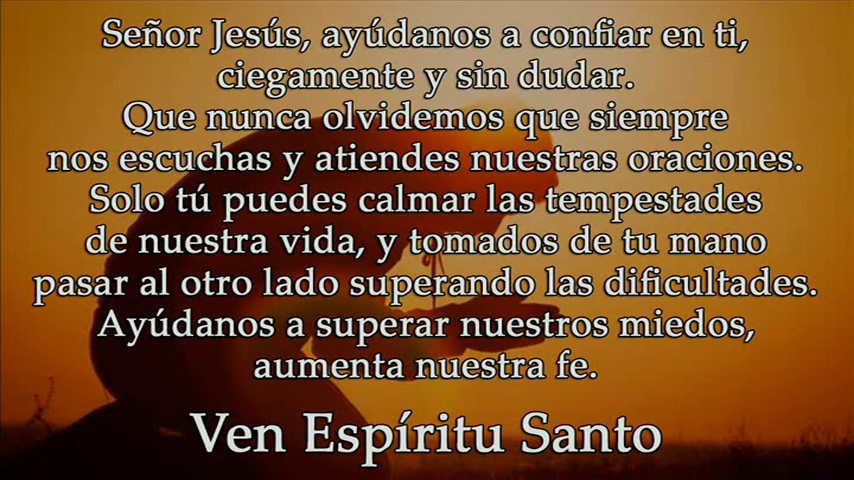 Señor Jesús, ayúdanos a confiar en ti,
ciegamente y sin dudar.
Que nunca olvidemos que siempre
nos escuchas y atiendes nuestras oraciones.
Solo tú puedes calmar las tempestades
de nuestra vida, y tomados de tu mano
pasar al otro lado superando las dificultades.
Ayúdanos a superar nuestros miedos,
aumenta nuestra fe.
Ven Espíritu Santo